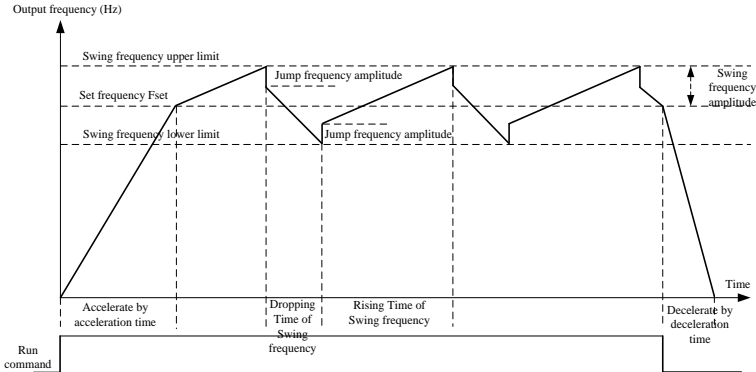 Output frequency (Hz)
Swing frequency upper limit
Jump frequency amplitude
Swing
frequency
amplitude
Set frequency Fset
Swing frequency lower limit
Jump frequency amplitude
Time
Accelerate by
acceleration time
Dropping
Time of
Swing
frequency
Rising Time of
Swing frequency
Decelerate by
deceleration
time
Run
command